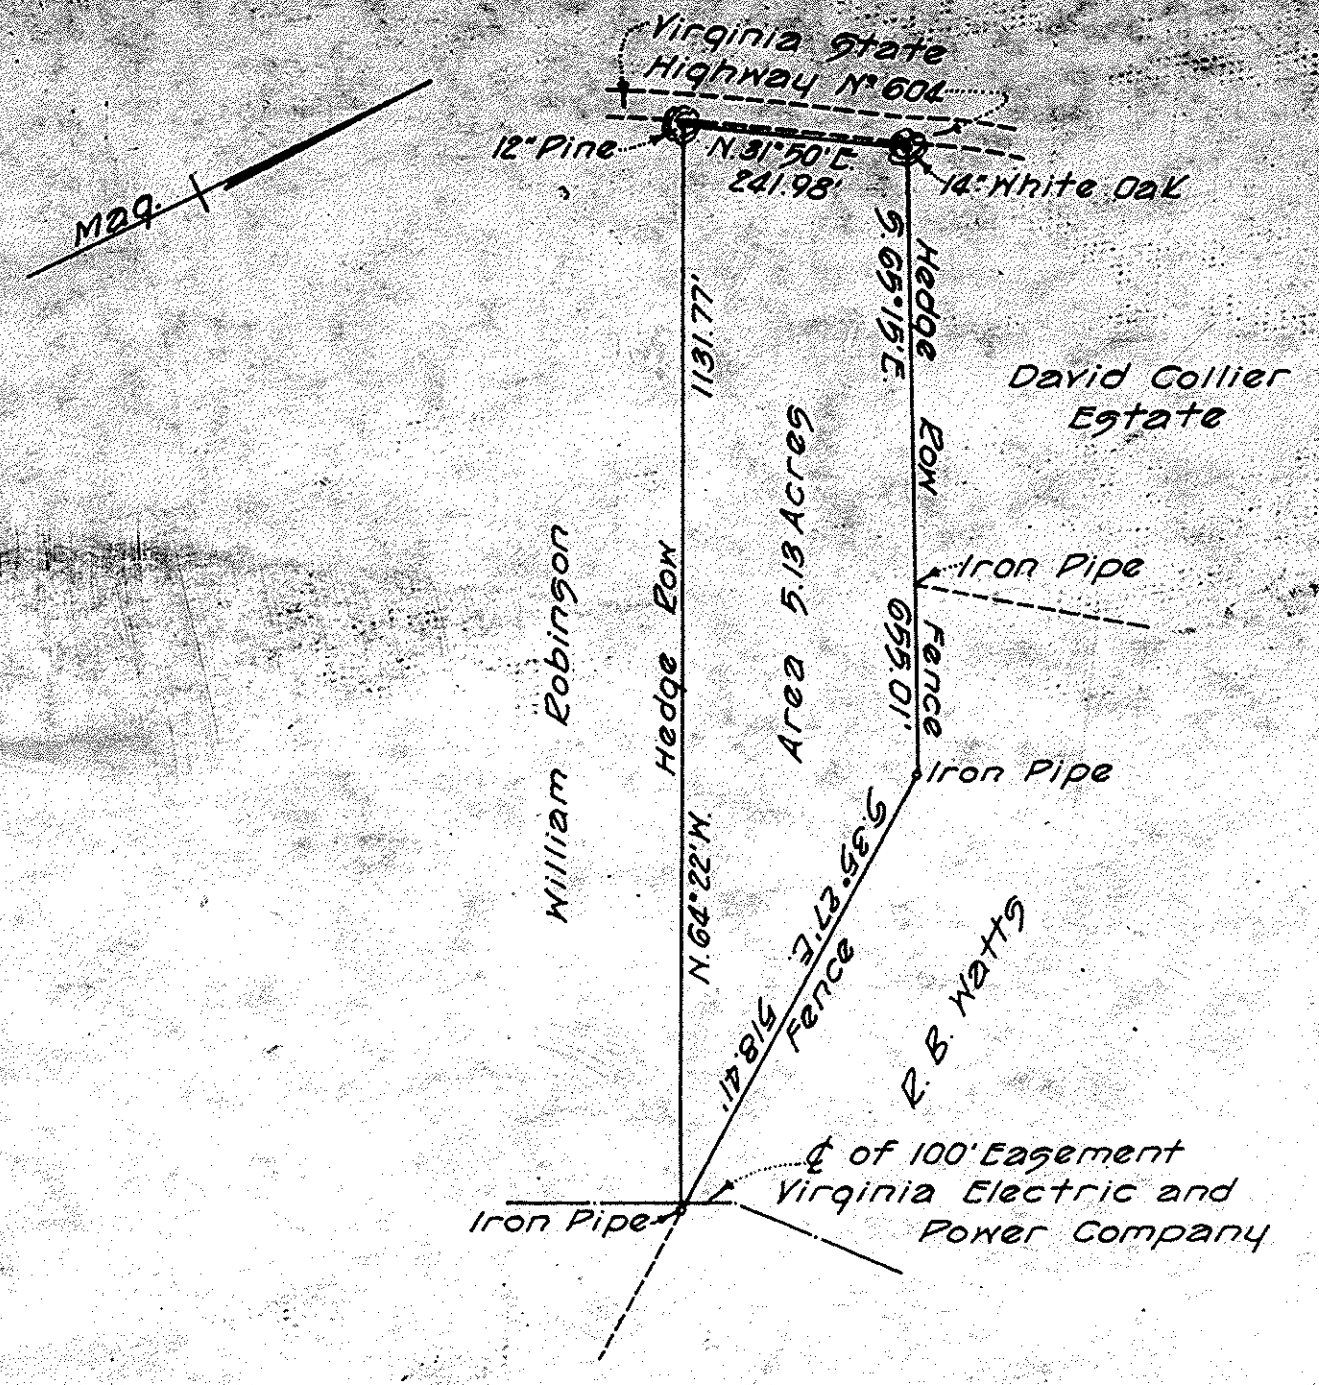 Virginia State
Highway Nº 604
12" Pine
N. 31° 50' E.
241.98'
14" White Oak
Mag.
S. 65° 15' E.
Hedge Row
1131.77'
David Collier
Estate
Area 5.13 Acres
William Robinson
Hedge Row
Iron Pipe
655.01'
Fence
Iron Pipe
N. 64° 22' W.
S. 35° 27' E.
518.41'
Fence
R. B. Watts
℄ of 100' Easement
Virginia Electric and
Power Company
Iron Pipe